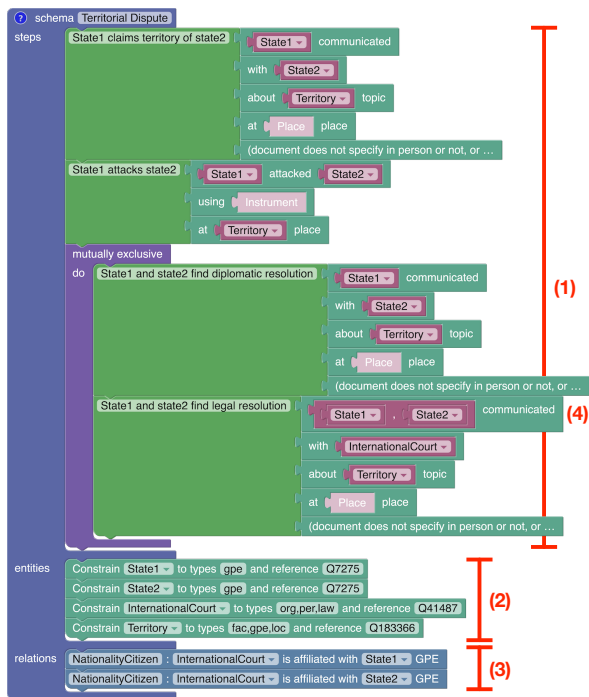 ? schema Territorial Dispute
steps
State1 claims territory of state2 State1 communicated
with State2
about Territory topic
at Place place
(document does not specify in person or not, or ...
State1 attacks state2 State1 attacked State2
using Instrument
at Territory place
mutually exclusive
do State1 and state2 find diplomatic resolution State1 communicated
(1)
with State2
about Territory topic
at Place place
(document does not specify in person or not, or ...
State1 and state2 find legal resolution State1 , State2 communicated (4)
with InternationalCourt
about Territory topic
at Place place
(document does not specify in person or not, or ...
entities Constrain State1 to types gpe and reference Q7275
Constrain State2 to types gpe and reference Q7275
(2)
Constrain InternationalCourt to types org,per,law and reference Q41487
Constrain Territory to types fac,gpe,loc and reference Q183366
relations NationalityCitizen : InternationalCourt is affiliated with State1 GPE
(3)
NationalityCitizen : InternationalCourt is affiliated with State2 GPE